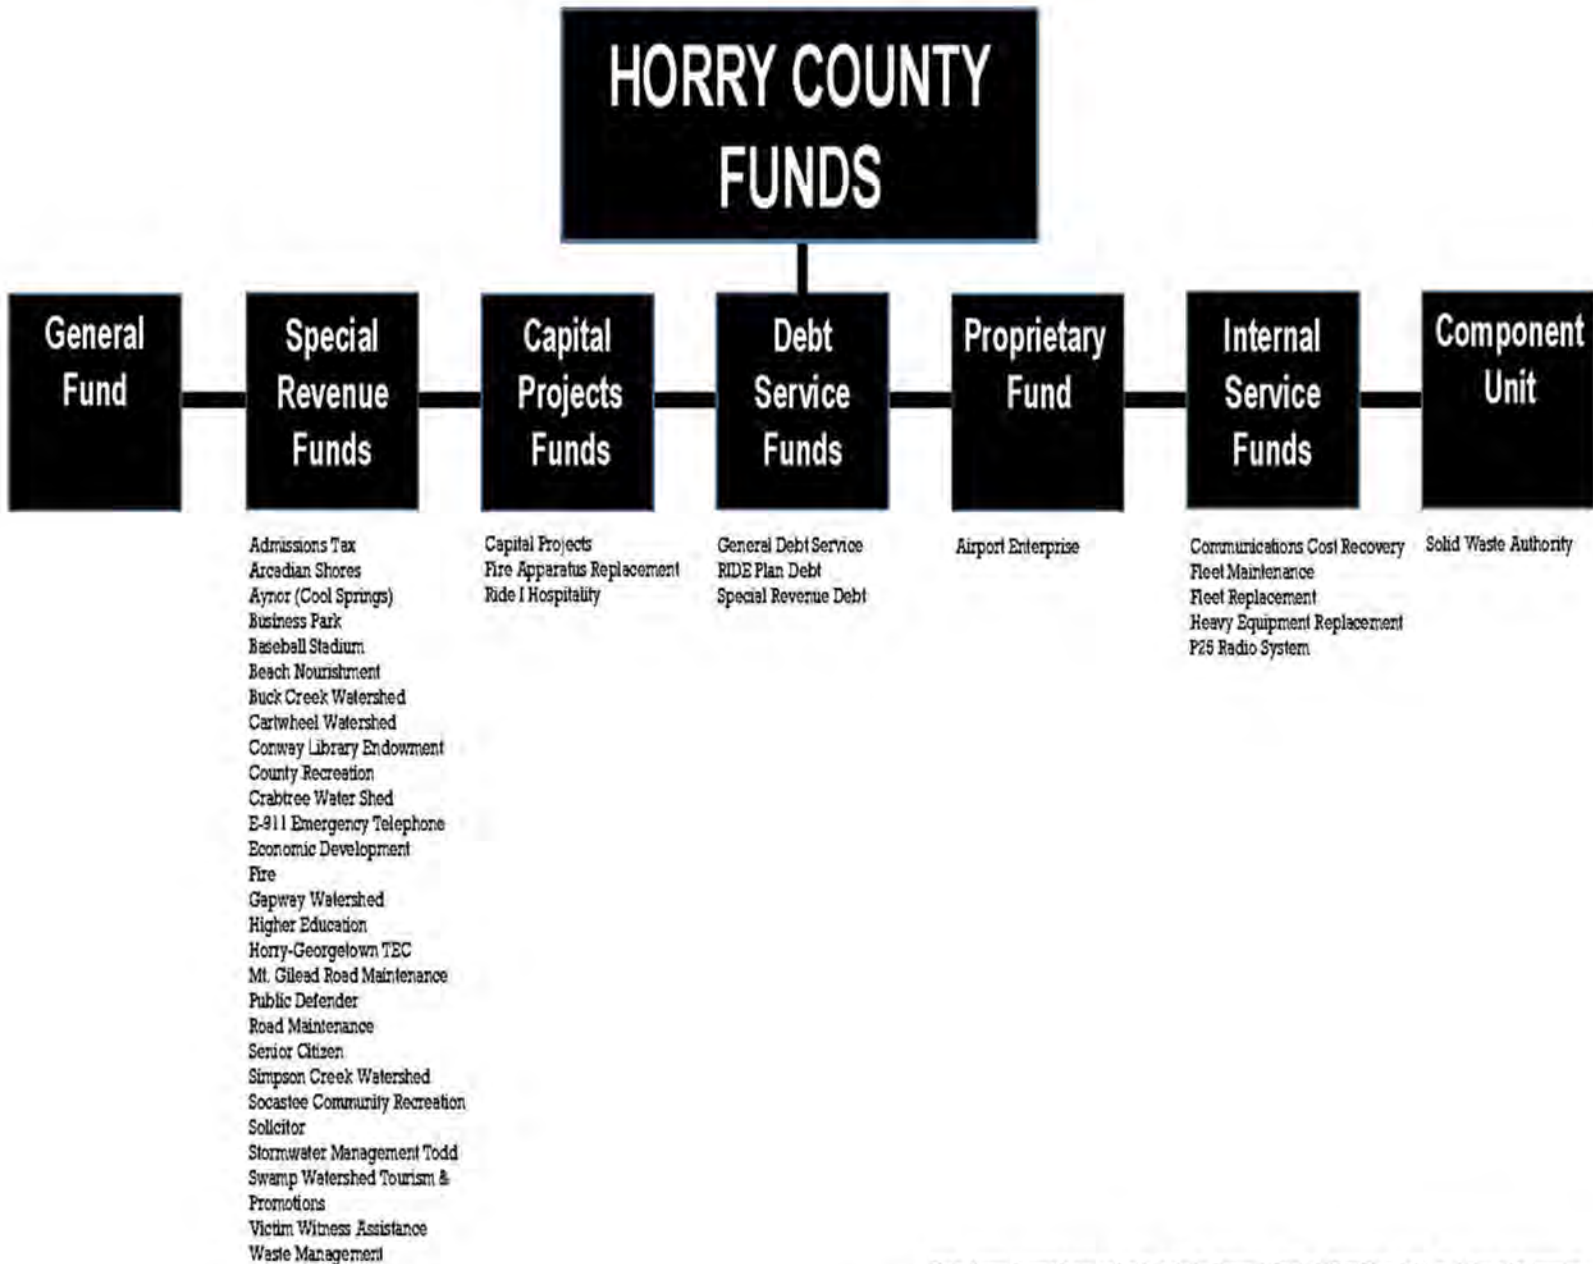 HORRY COUNTY
FUNDS
General
Fund
Special
Revenue
Funds
Capital
Projects
Funds
Debt
Service
Funds
Proprietary
Fund
Internal
Service
Funds
Component
Unit
Admissions Tax
Arcadian Shores
Aynor (Cool Springs)
Business Park
Baseball Stadium
Beach Nourishment
Buck Creek Watershed
Cartwheel Watershed
Conway Library Endowment
County Recreation
Crabtree Water Shed
E-911 Emergency Telephone
Economic Development
Fire
Gapway Watershed
Higher Education
Horry-Georgetown TEC
Mt. Gilead Road Maintenance
Public Defender
Road Maintenance
Senior Citizen
Simpson Creek Watershed
Socastee Community Recreation
Solicitor
Stormwater Management Todd
Swamp Watershed Tourism &
Promotions
Victim Witness Assistance
Waste Management
Capital Projects
Fire Apparatus Replacement
Ride I Hospitality
General Debt Service
RIDE Plan Debt
Special Revenue Debt
Airport Enterprise
Communications Cost Recovery
Fleet Maintenance
Fleet Replacement
Heavy Equipment Replacement
P25 Radio System
Solid Waste Authority